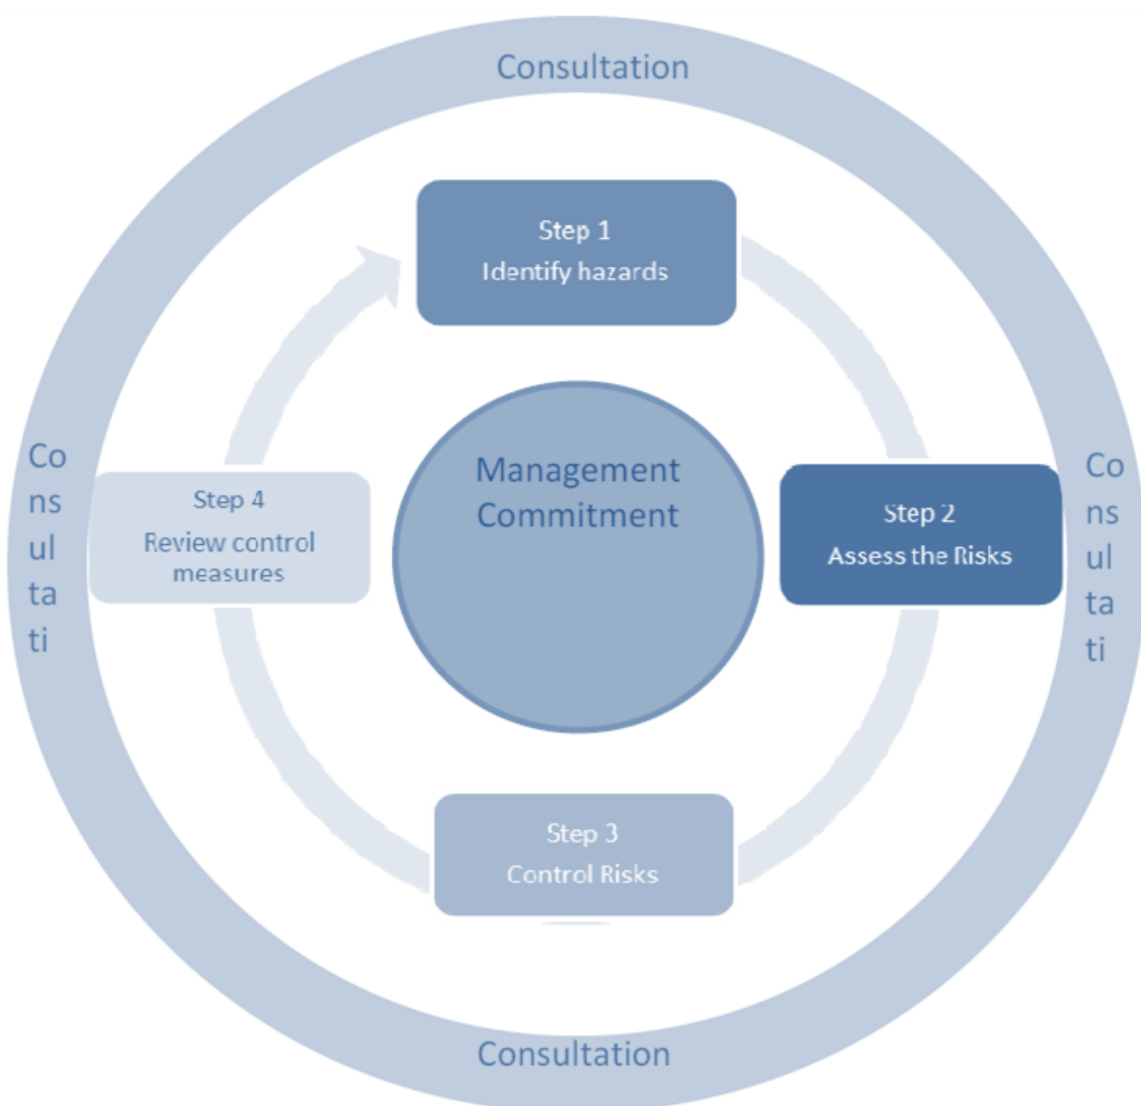 Consultation
Step 1
Identify hazards
Management
Commitment
Step 2
Assess the Risks
Step 4
Review control
measures
Co
ns
ul
ta
ti
Co
ns
ul
ta
ti
Step 3
Control Risks
Consultation